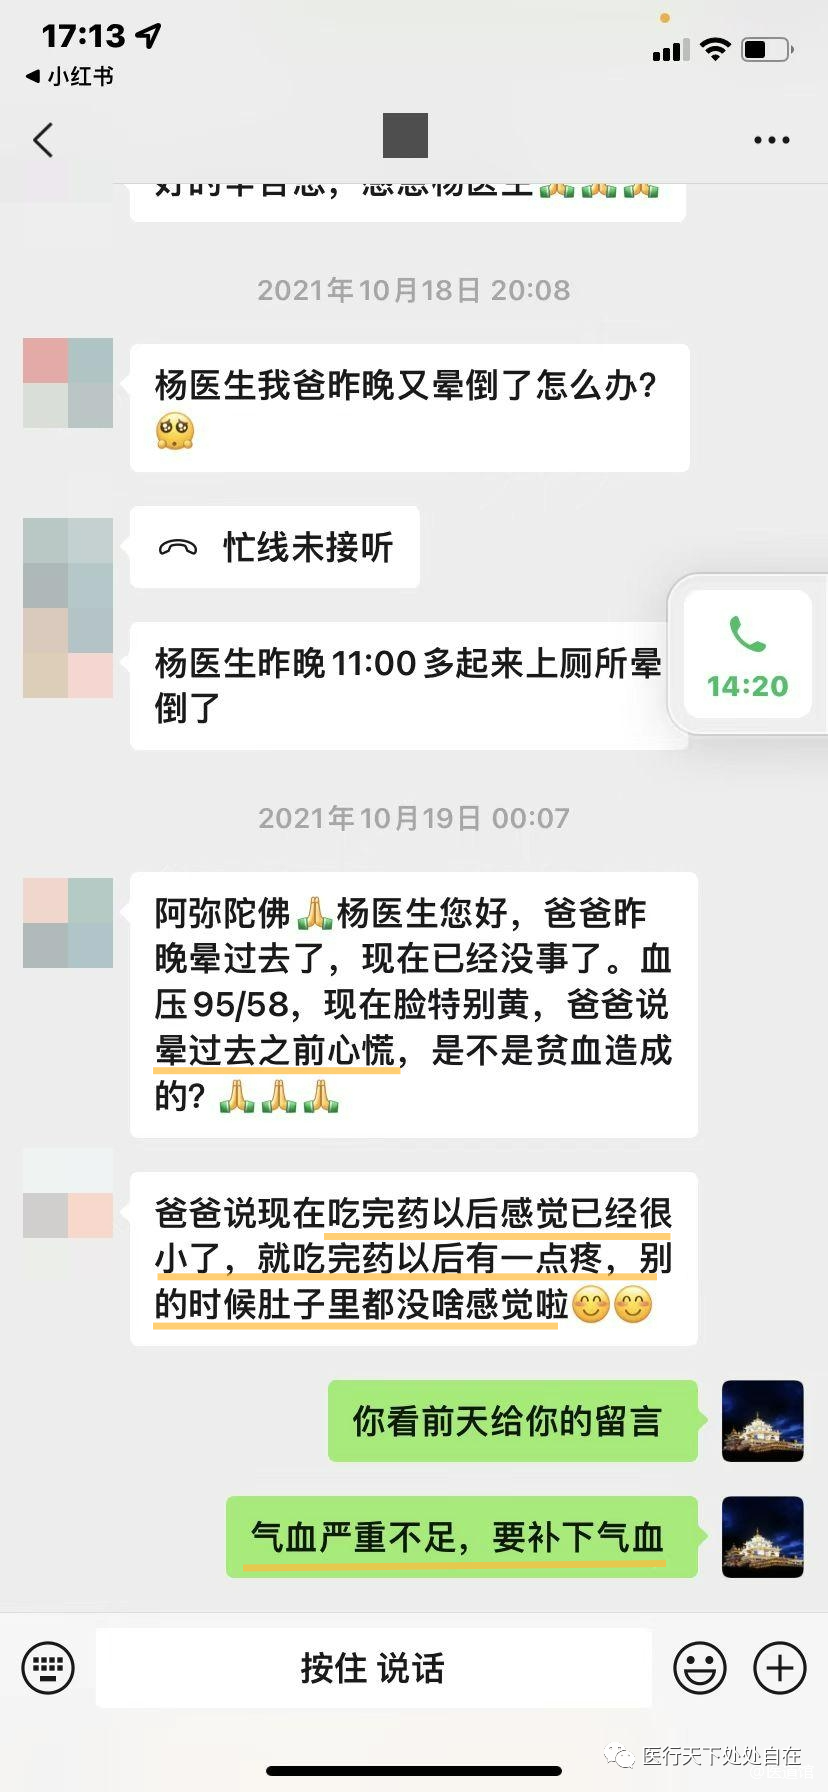 17:13
小红书
2021年10月18日 20:08
杨医生我爸昨晚又晕倒了怎么办?
🥺
忙线未接听
14:20
杨医生昨晚11:00多起来上厕所晕
倒了
2021年10月19日 00:07
阿弥陀佛🙏杨医生您好，爸爸昨
晚晕过去了，现在已经没事了。血
压95/58，现在脸特别黄，爸爸说
晕过去之前心慌，是不是贫血造成
的? 🙏🙏🙏
爸爸说现在吃完药以后感觉已经很
小了，就吃完药以后有一点疼，别
的时候肚子里都没啥感觉啦😊😊
你看前天给你的留言
气血严重不足，要补下气血
按住 说话
医行天下处处自在